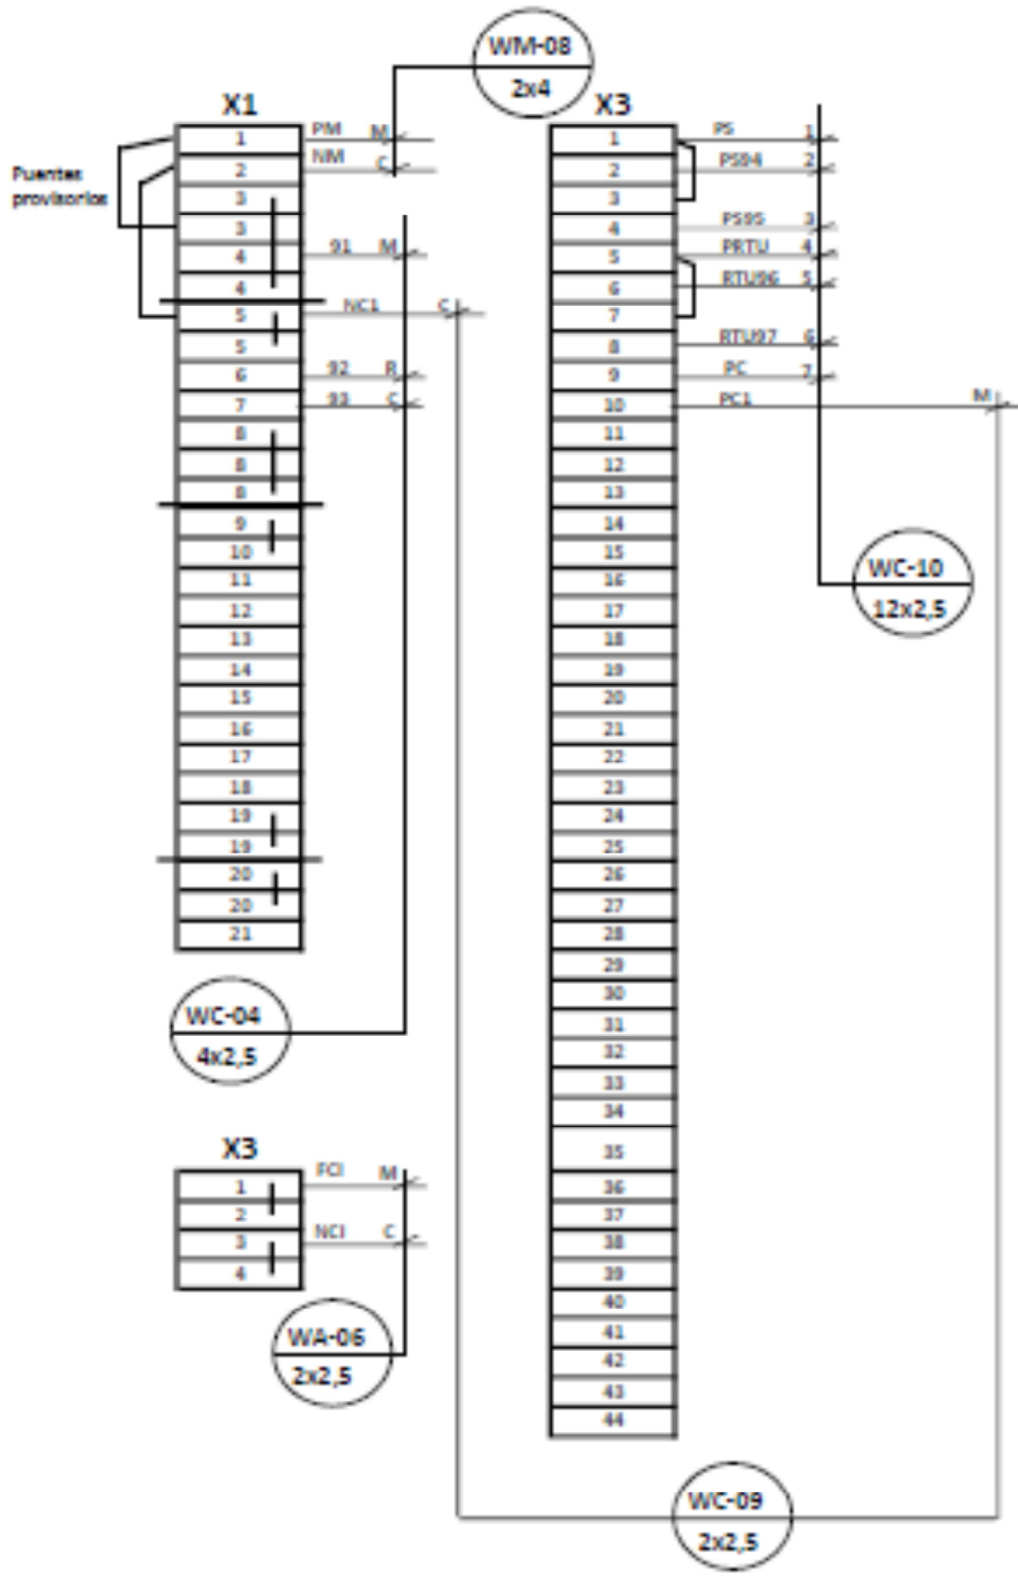 WM-08
2x4
X1
Puentes
provisorios
1 PM M
2 NM C
3
3
4 91 M
4
5 NC1 C
5
6 92 R
7 93 C
8
8
8
9
10
11
12
13
14
15
16
17
18
19
19
20
20
21
WC-04
4x2,5
X3
1 FCI M
2
3 NCI C
4
WA-06
2x2,5
X3
1 PS 1
2 PS94 2
3
4 PS95 3
5 PRTU 4
6 RTU96 5
7
8 RTU97 6
9 PC 7
10 PC1 M
11
12
13
14
15
16
17
18
19
20
21
22
23
24
25
26
27
28
29
30
31
32
33
34
35
36
37
38
39
40
41
42
43
44
WC-10
12x2,5
WC-09
2x2,5